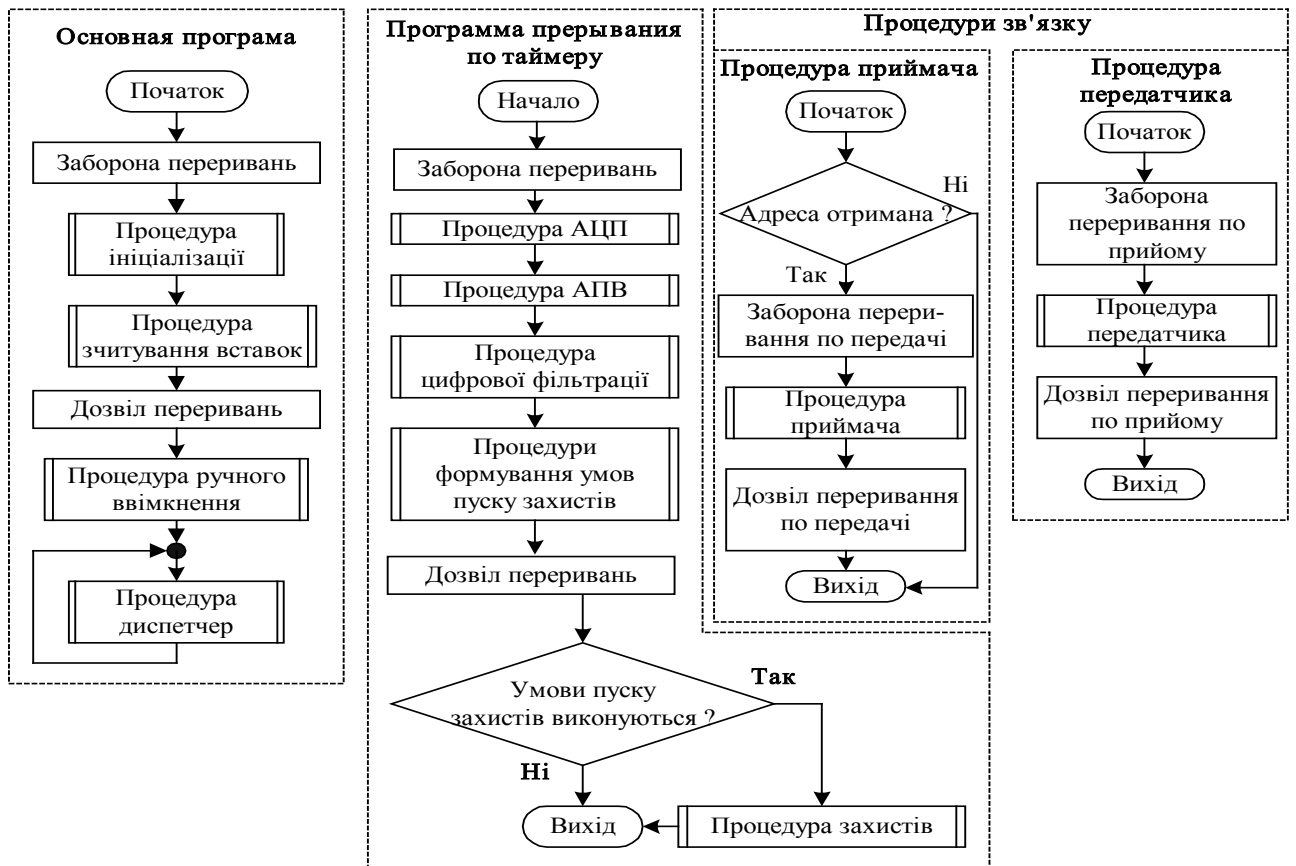 Основная програма
Початок
Заборона переривань
Процедура
ініціалізації
Процедура
зчитування вставок
Дозвіл переривань
Процедура ручного
ввімкнення
Процедура
диспетчер
Программа прерывания
по таймеру
Начало
Заборона переривань
Процедура АЦП
Процедура АПВ
Процедура
цифрової фільтрації
Процедури
формування умов
пуску захистів
Дозвіл переривань
Умови пуску
захистів виконуються ?
Так
Ні
Вихід
Процедура захистів
Процедури зв'язку
Процедура приймача
Початок
Адреса отримана ?
Ні
Так
Заборона перери-
вання по передачі
Процедура
приймача
Дозвіл переривання
по передачі
Вихід
Процедура
передатчика
Початок
Заборона
переривання по
прийому
Процедура
передатчика
Дозвіл переривання
по прийому
Вихід